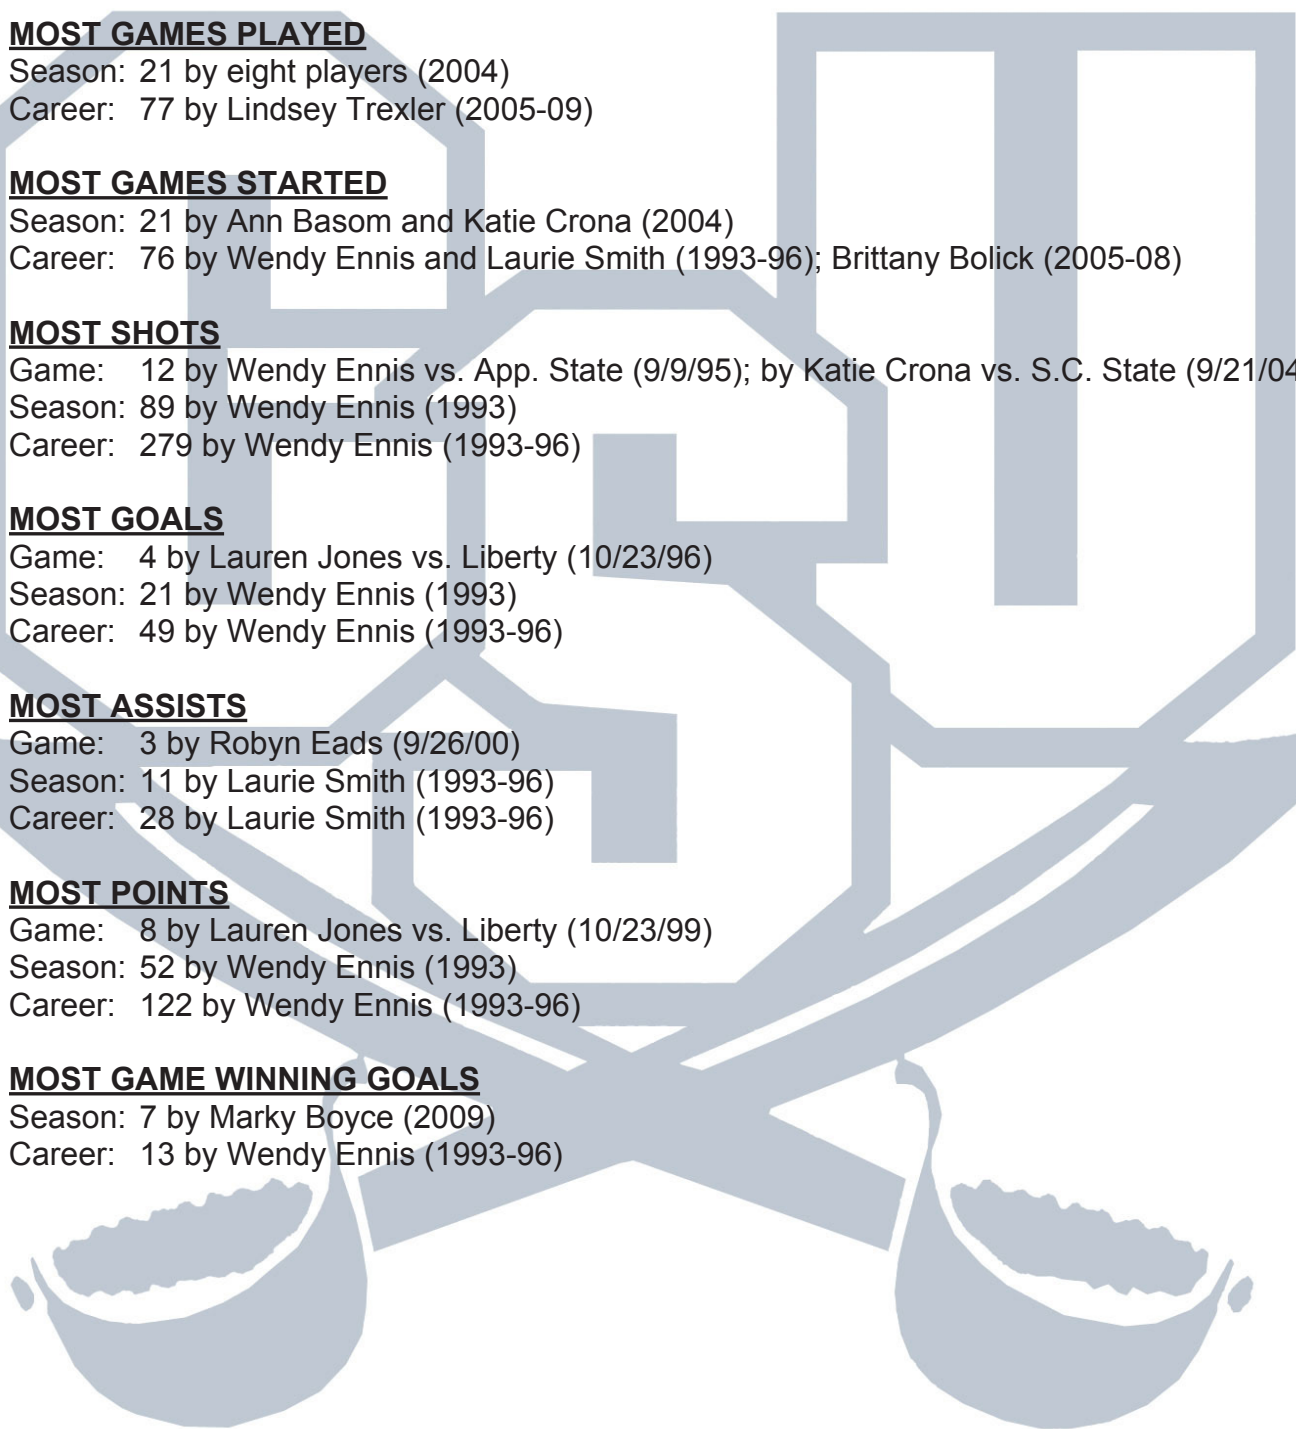 MOST GAMES PLAYED
Season: 21 by eight players (2004)
Career: 77 by Lindsey Trexler (2005-09)
MOST GAMES STARTED
Season: 21 by Ann Basom and Katie Crona (2004)
Career: 76 by Wendy Ennis and Laurie Smith (1993-96); Brittany Bolick (2005-08)
MOST SHOTS
Game: 12 by Wendy Ennis vs. App. State (9/9/95); by Katie Crona vs. S.C. State (9/21/04
Season: 89 by Wendy Ennis (1993)
Career: 279 by Wendy Ennis (1993-96)
MOST GOALS
Game: 4 by Lauren Jones vs. Liberty (10/23/96)
Season: 21 by Wendy Ennis (1993)
Career: 49 by Wendy Ennis (1993-96)
MOST ASSISTS
Game: 3 by Robyn Eads (9/26/00)
Season: 11 by Laurie Smith (1993-96)
Career: 28 by Laurie Smith (1993-96)
MOST POINTS
Game: 8 by Lauren Jones vs. Liberty (10/23/99)
Season: 52 by Wendy Ennis (1993)
Career: 122 by Wendy Ennis (1993-96)
MOST GAME WINNING GOALS
Season: 7 by Marky Boyce (2009)
Career: 13 by Wendy Ennis (1993-96)